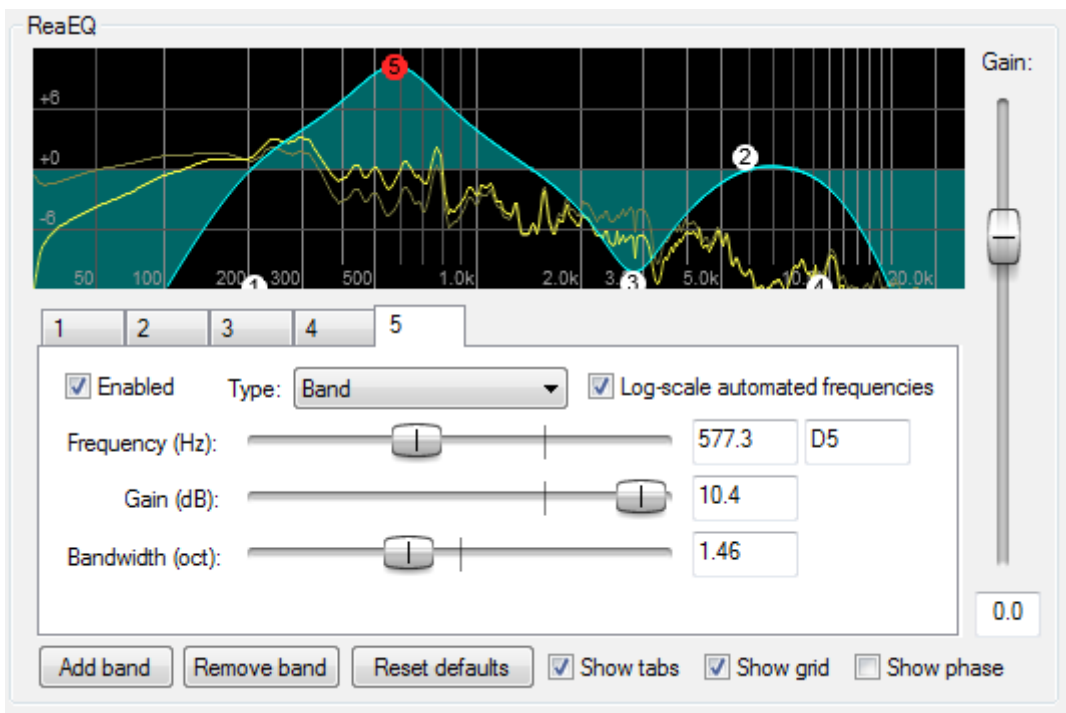 ReaEQ
Gain:
5
+6
+0
2
-6
50 100 200 1 300 500 1.0k 2.0k 3 5.0k 4 20.0k
1 2 3 4 5
Enabled Type: Band Log-scale automated frequencies
Frequency (Hz): 577.3 D5
Gain (dB): 10.4
Bandwidth (oct): 1.46
0.0
Add band Remove band Reset defaults Show tabs Show grid Show phase